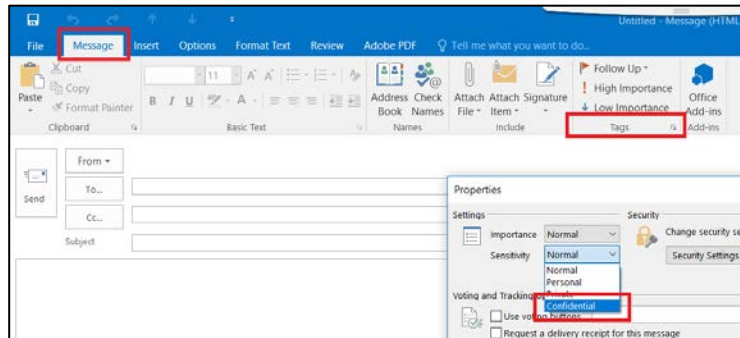 Untitled - Message (HTML
File Message Insert Options Format Text Review Adobe PDF Tell me what you want to do...
Paste
Cut
Copy
Format Painter
Clipboard
11 A A
B I U A
Basic Text
Address Book
Check Names
Names
Attach File
Attach Item
Signature
Include
Follow Up
High Importance
Low Importance
Tags
Office Add-ins
Add-ins
Send
From
To...
Cc...
Subject
Properties
Settings
Importance Normal
Sensitivity Normal
Normal
Personal
Private
Confidential
Security
Change security se
Security Settings
Voting and Tracking
Use voting buttons
Request a delivery receipt for this message